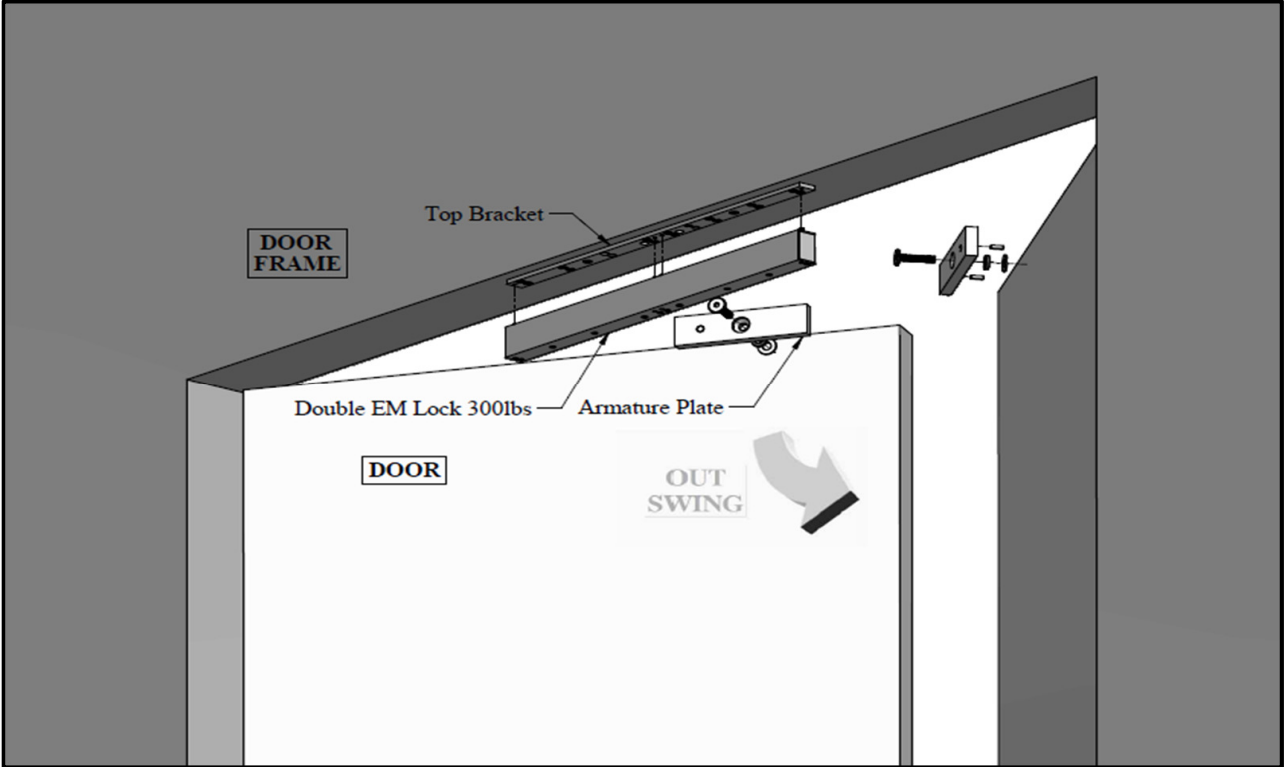 Top Bracket
DOOR
FRAME
Double EM Lock 300lbs
Armature Plate
DOOR
OUT
SWING